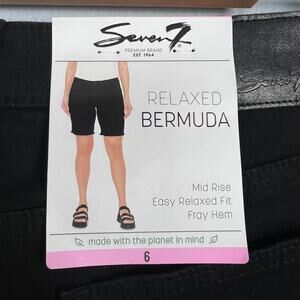 Seven7
®
PREMIUM BRAND
EST. 1964
RELAXED
BERMUDA
Mid Rise
Easy Relaxed Fit
Fray Hem
made with the planet in mind
6
Seven7